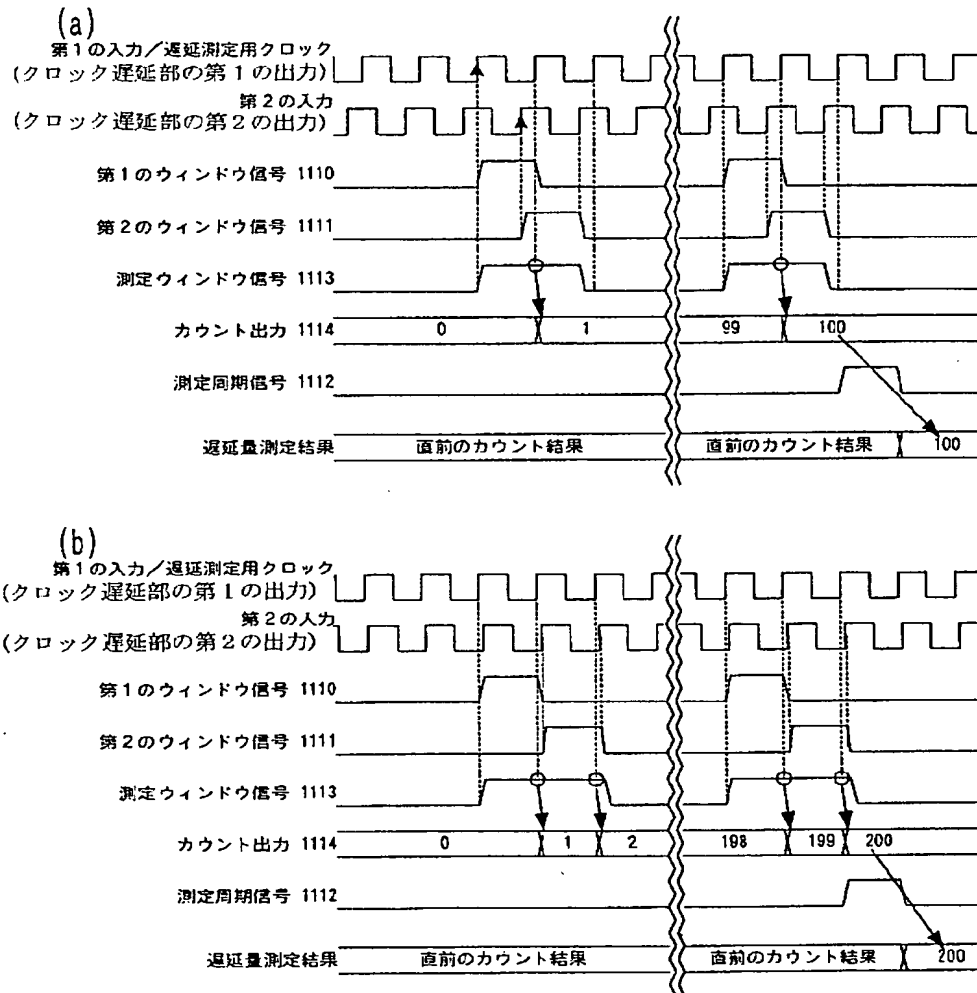 (a)
第1の入力／遅延測定用クロック
(クロック遅延部の第1の出力)
第2の入力
(クロック遅延部の第2の出力)
第1のウィンドウ信号 1110
第2のウィンドウ信号 1111
測定ウィンドウ信号 1113
カウント出力 1114 0 1 99 100
測定周期信号 1112
遅延量測定結果 直前のカウント結果 直前のカウント結果 100
(b)
第1の入力／遅延測定用クロック
(クロック遅延部の第1の出力)
第2の入力
(クロック遅延部の第2の出力)
第1のウィンドウ信号 1110
第2のウィンドウ信号 1111
測定ウィンドウ信号 1113
カウント出力 1114 0 1 2 198 199 200
測定周期信号 1112
遅延量測定結果 直前のカウント結果 直前のカウント結果 200